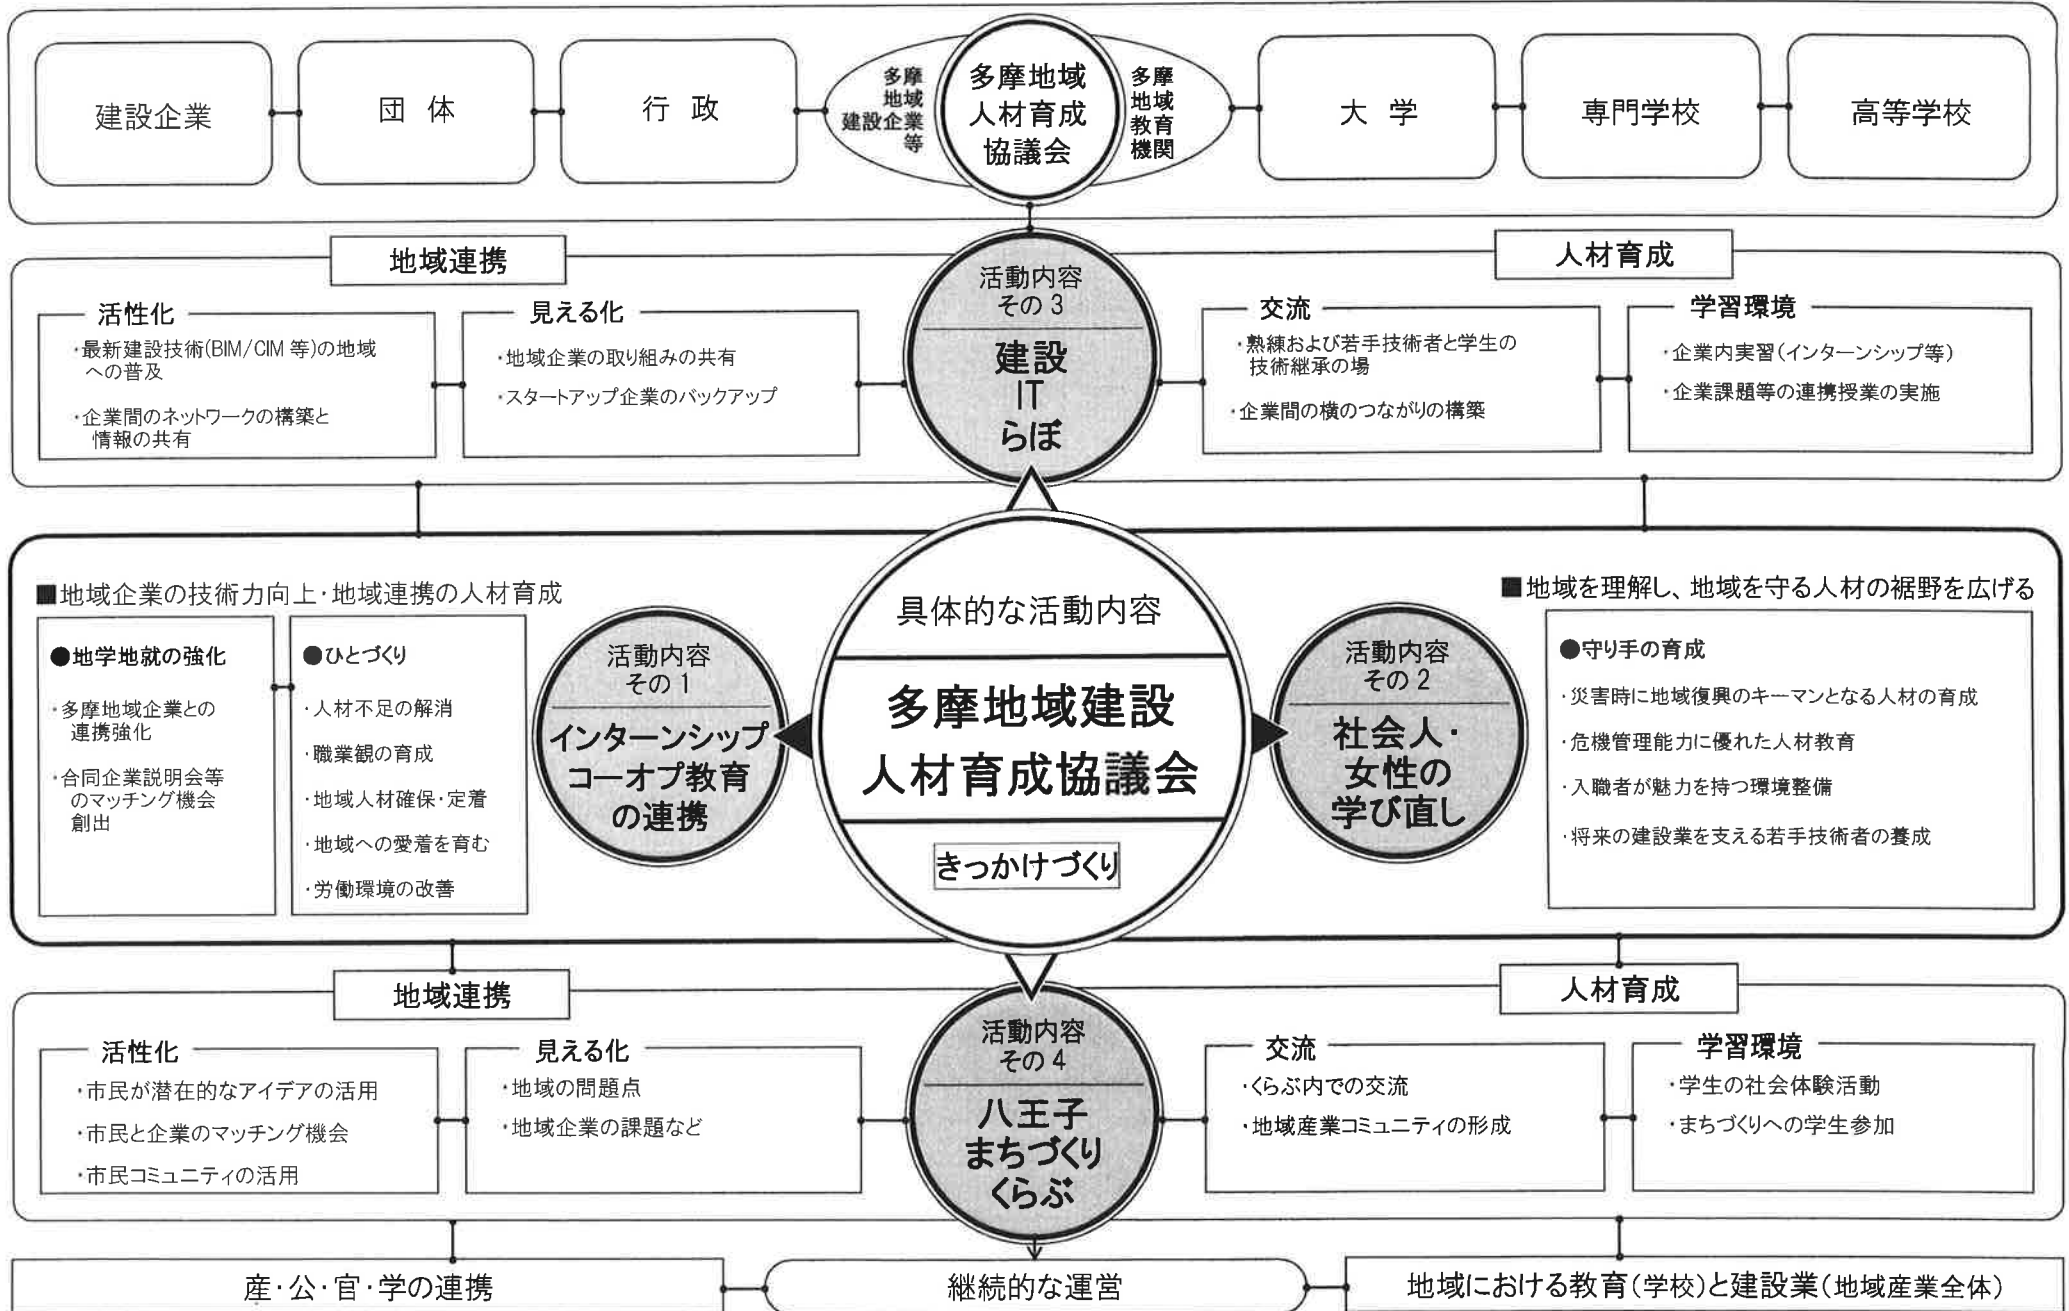 建設企業
団 体
行 政
多摩
地域
建設企業
等
多摩地域
人材育成
協議会
多摩
地域
教育
機関
大 学
専門学校
高等学校
地域連携
活性化
・最新建設技術(BIM/CIM 等)の地域
への普及
・企業間のネットワークの構築と
情報の共有
見える化
・地域企業の取り組みの共有
・スタートアップ企業のバックアップ
活動内容
その 3
建設
IT
らぼ
人材育成
交流
・熟練および若手技術者と学生の
技術継承の場
・企業間の横のつながりの構築
学習環境
・企業内実習(インターンシップ等)
・企業課題等の連携授業の実施
■地域企業の技術力向上・地域連携の人材育成
●地学地就の強化
・多摩地域企業との
連携強化
・合同企業説明会等
のマッチング機会
創出
●ひとづくり
・人材不足の解消
・職業観の育成
・地域人材確保・定着
・地域への愛着を育む
・労働環境の改善
活動内容
その 1
インターンシップ
コーオプ教育
の連携
具体的な活動内容
多摩地域建設
人材育成協議会
きっかけづくり
活動内容
その 2
社会人・
女性の
学び直し
■地域を理解し、地域を守る人材の裾野を広げる
●守り手の育成
・災害時に地域復興のキーマンとなる人材の育成
・危機管理能力に優れた人材教育
・入職者が魅力を持つ環境整備
・将来の建設業を支える若手技術者の養成
地域連携
活性化
・市民が潜在的なアイデアの活用
・市民と企業のマッチング機会
・市民コミュニティの活用
見える化
・地域の問題点
・地域企業の課題など
活動内容
その 4
八王子
まちづくり
くらぶ
人材育成
交流
・くらぶ内での交流
・地域産業コミュニティの形成
学習環境
・学生の社会体験活動
・まちづくりへの学生参加
産・公・官・学の連携
継続的な運営
地域における教育(学校)と建設業(地域産業全体)